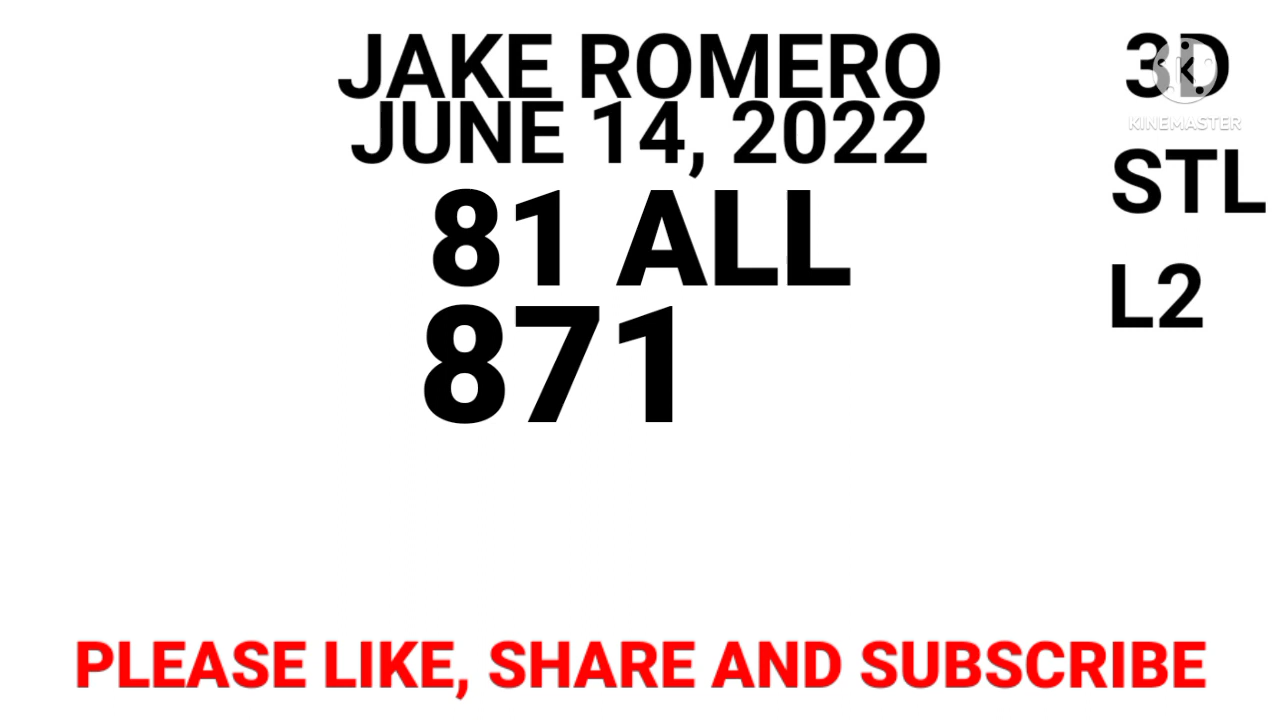 JAKE ROMERO
JUNE 14, 2022
81 ALL
871
3D
KINEMASTER
STL
L2
PLEASE LIKE, SHARE AND SUBSCRIBE